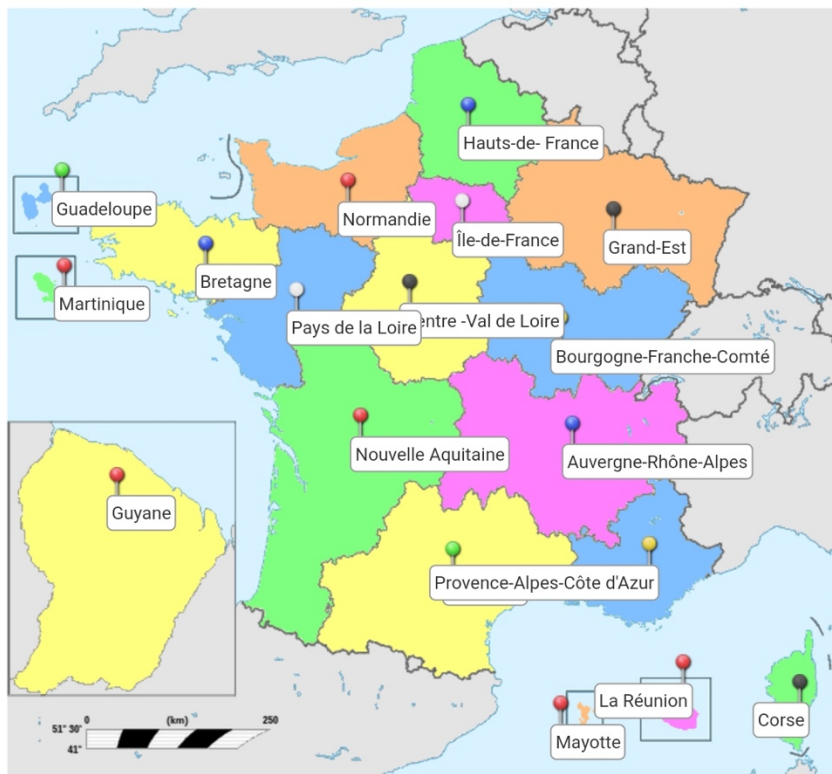 Hauts-de- France
Guadeloupe
Normandie
Île-de-France
Grand-Est
Bretagne
Martinique
Pays de la Loire
entre -Val de Loire
Bourgogne-Franche-Comté
Nouvelle Aquitaine
Auvergne-Rhône-Alpes
Guyane
Provence-Alpes-Côte d'Azur
La Réunion
Corse
Mayotte
0 (km) 250
51° 30'
41°